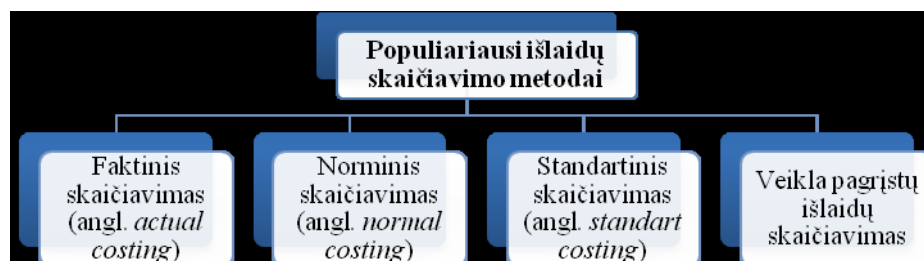 Populiariausi išlaidų
skaičiavimo metodai
Faktinis
skaičiavimas
(angl. actual
costing)
Norminis
skaičiavimas
(angl. normal
costing)
Standartinis
skaičiavimas
(angl. standart
costing)
Veikla pagrįstų
išlaidų
skaičiavimas